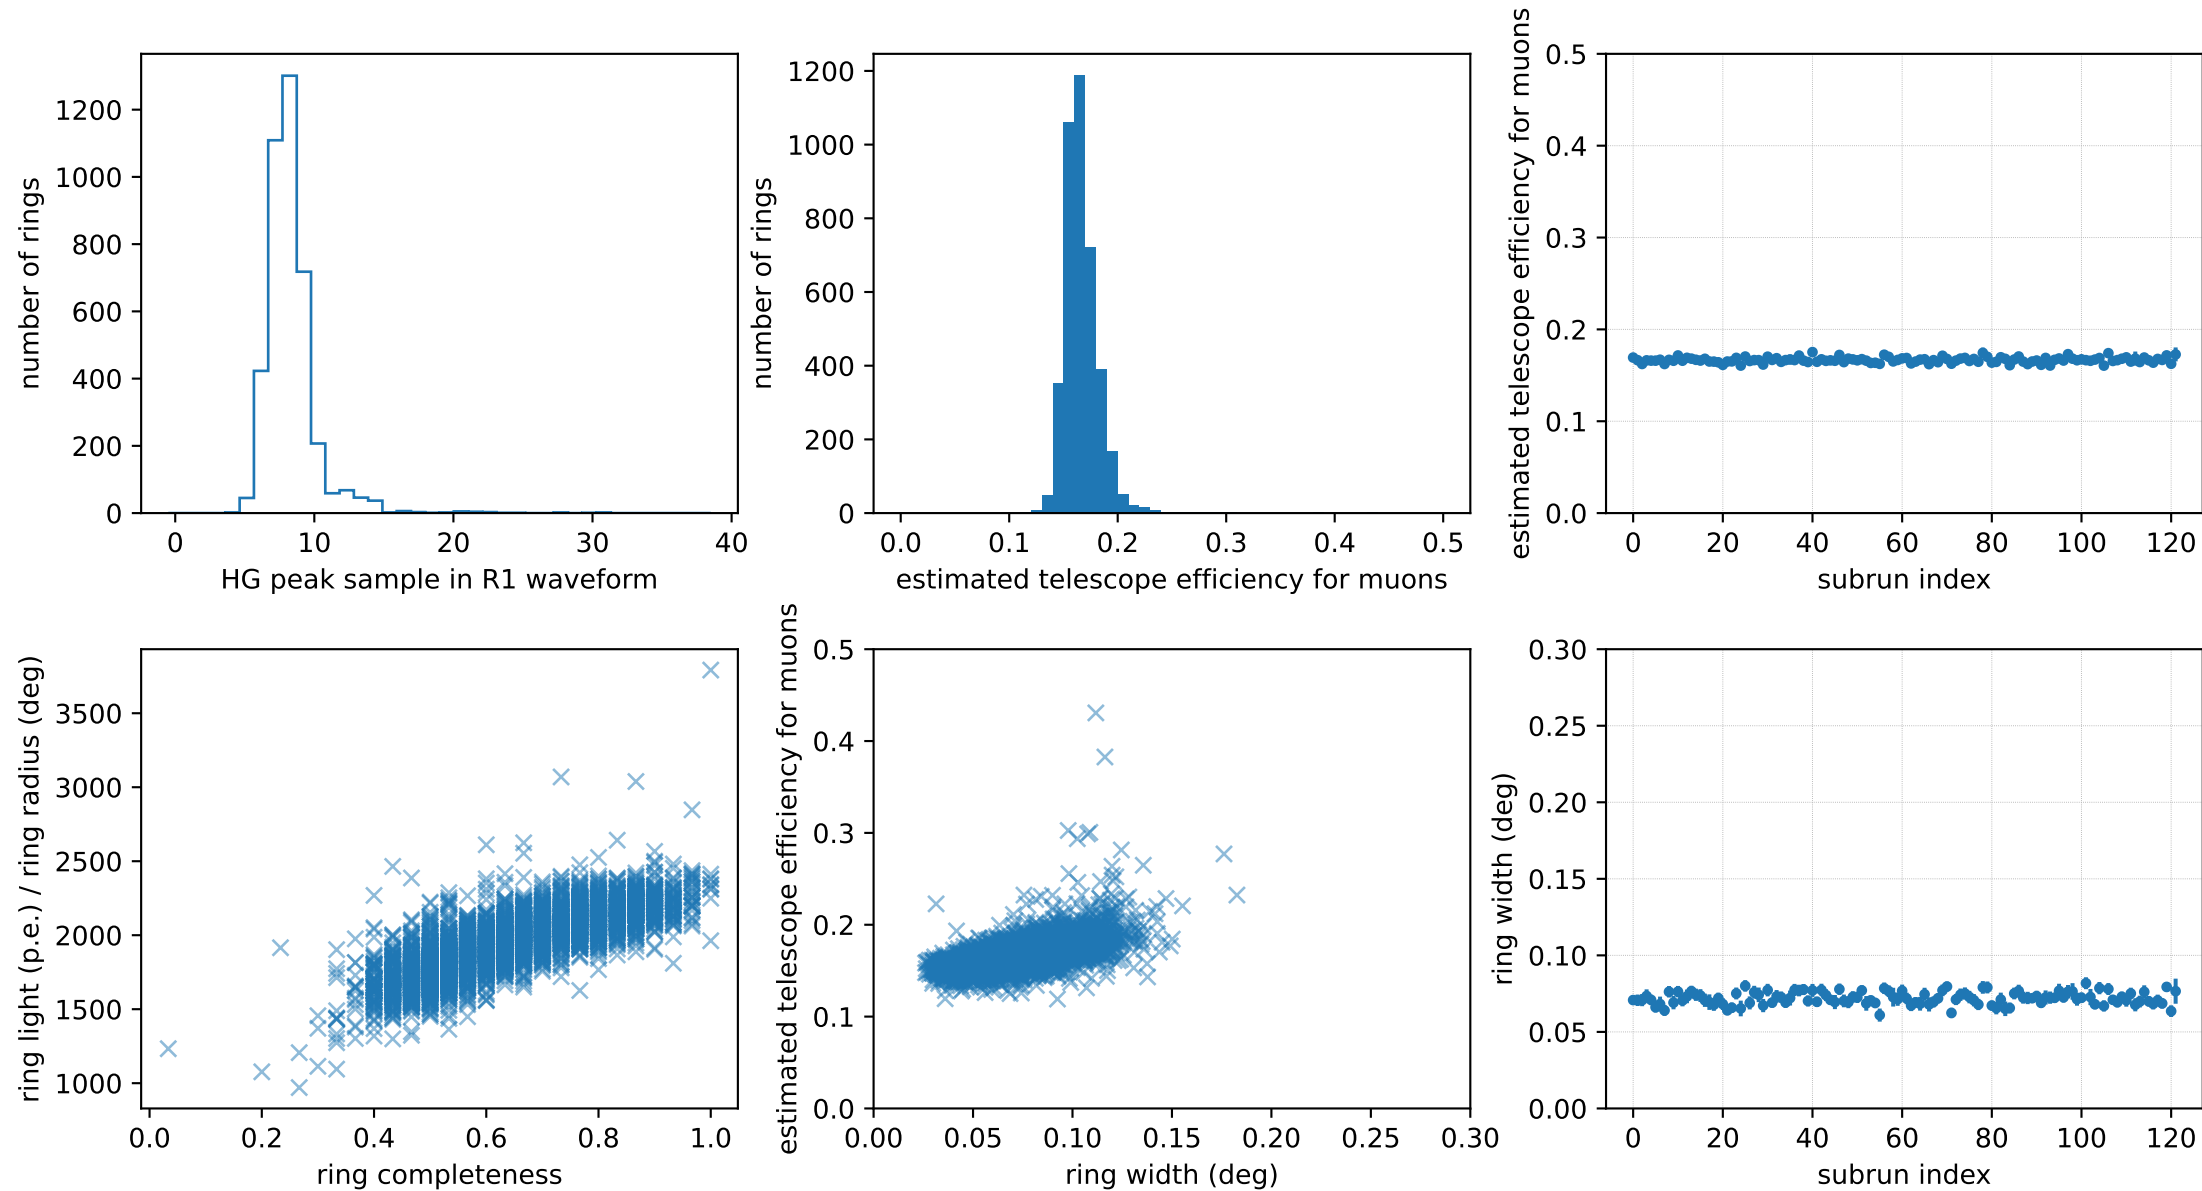 number of rings
1200
1000
800
600
400
200
0
0 10 20 30 40
HG peak sample in R1 waveform
number of rings
1200
1000
800
600
400
200
0
0.0 0.1 0.2 0.3 0.4 0.5
estimated telescope efficiency for muons
estimated telescope efficiency for muons
0.5
0.4
0.3
0.2
0.1
0.0
0 20 40 60 80 100 120
subrun index
ring light (p.e.) / ring radius (deg)
3500
3000
2500
2000
1500
1000
0.0 0.2 0.4 0.6 0.8 1.0
ring completeness
estimated telescope efficiency for muons
0.5
0.4
0.3
0.2
0.1
0.0
0.00 0.05 0.10 0.15 0.20 0.25 0.30
ring width (deg)
ring width (deg)
0.30
0.25
0.20
0.15
0.10
0.05
0.00
0 20 40 60 80 100 120
subrun index